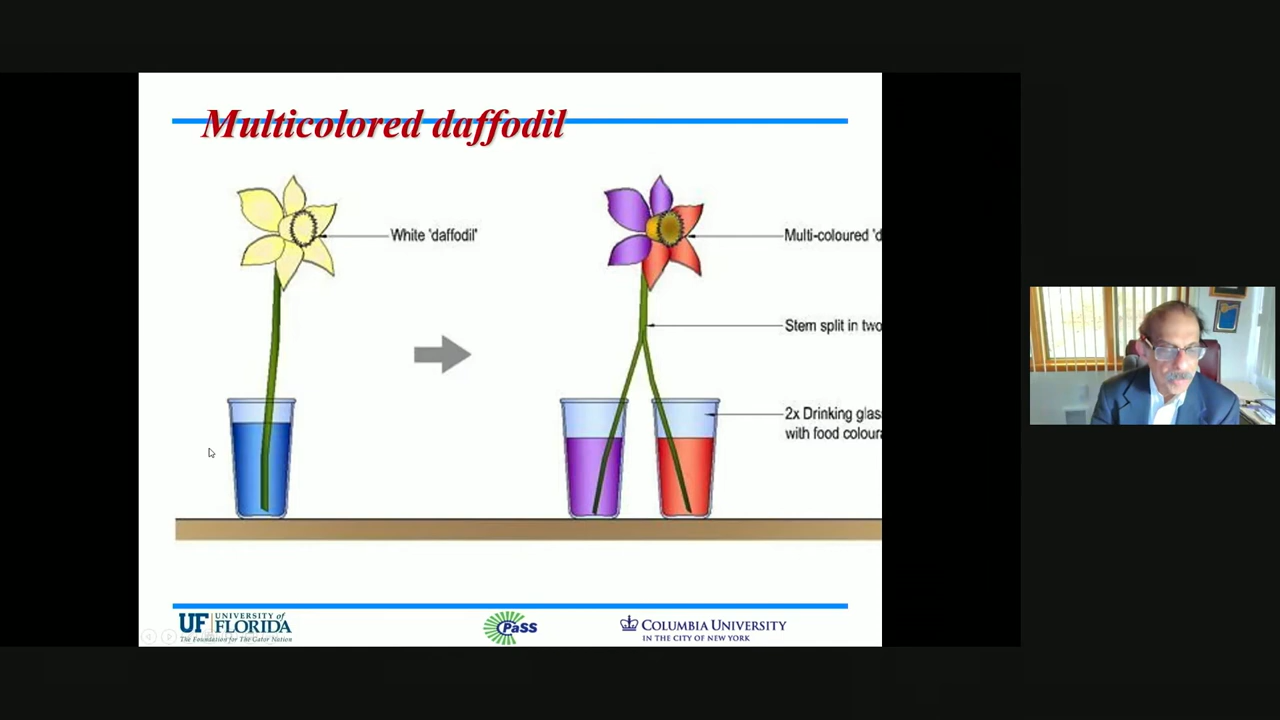 Multicolored daffodil
White 'daffodil'
Multi-coloured 'd
Stem split in two
2x Drinking glas
with food colour
UF UNIVERSITY of
FLORIDA
The Foundation for The Gator Nation
CPaSS
COLUMBIA UNIVERSITY
IN THE CITY OF NEW YORK